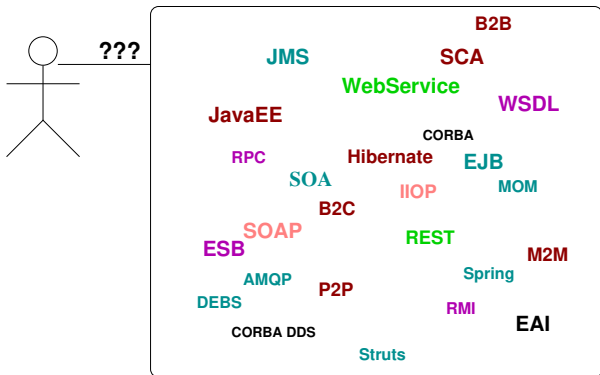 B2B
???
JMS
SCA
WebService
WSDL
JavaEE
CORBA
RPC
Hibernate
EJB
SOA
IIOP
MOM
B2C
SOAP
REST
ESB
M2M
AMQP
Spring
P2P
DEBS
RMI
EAI
CORBA DDS
Struts